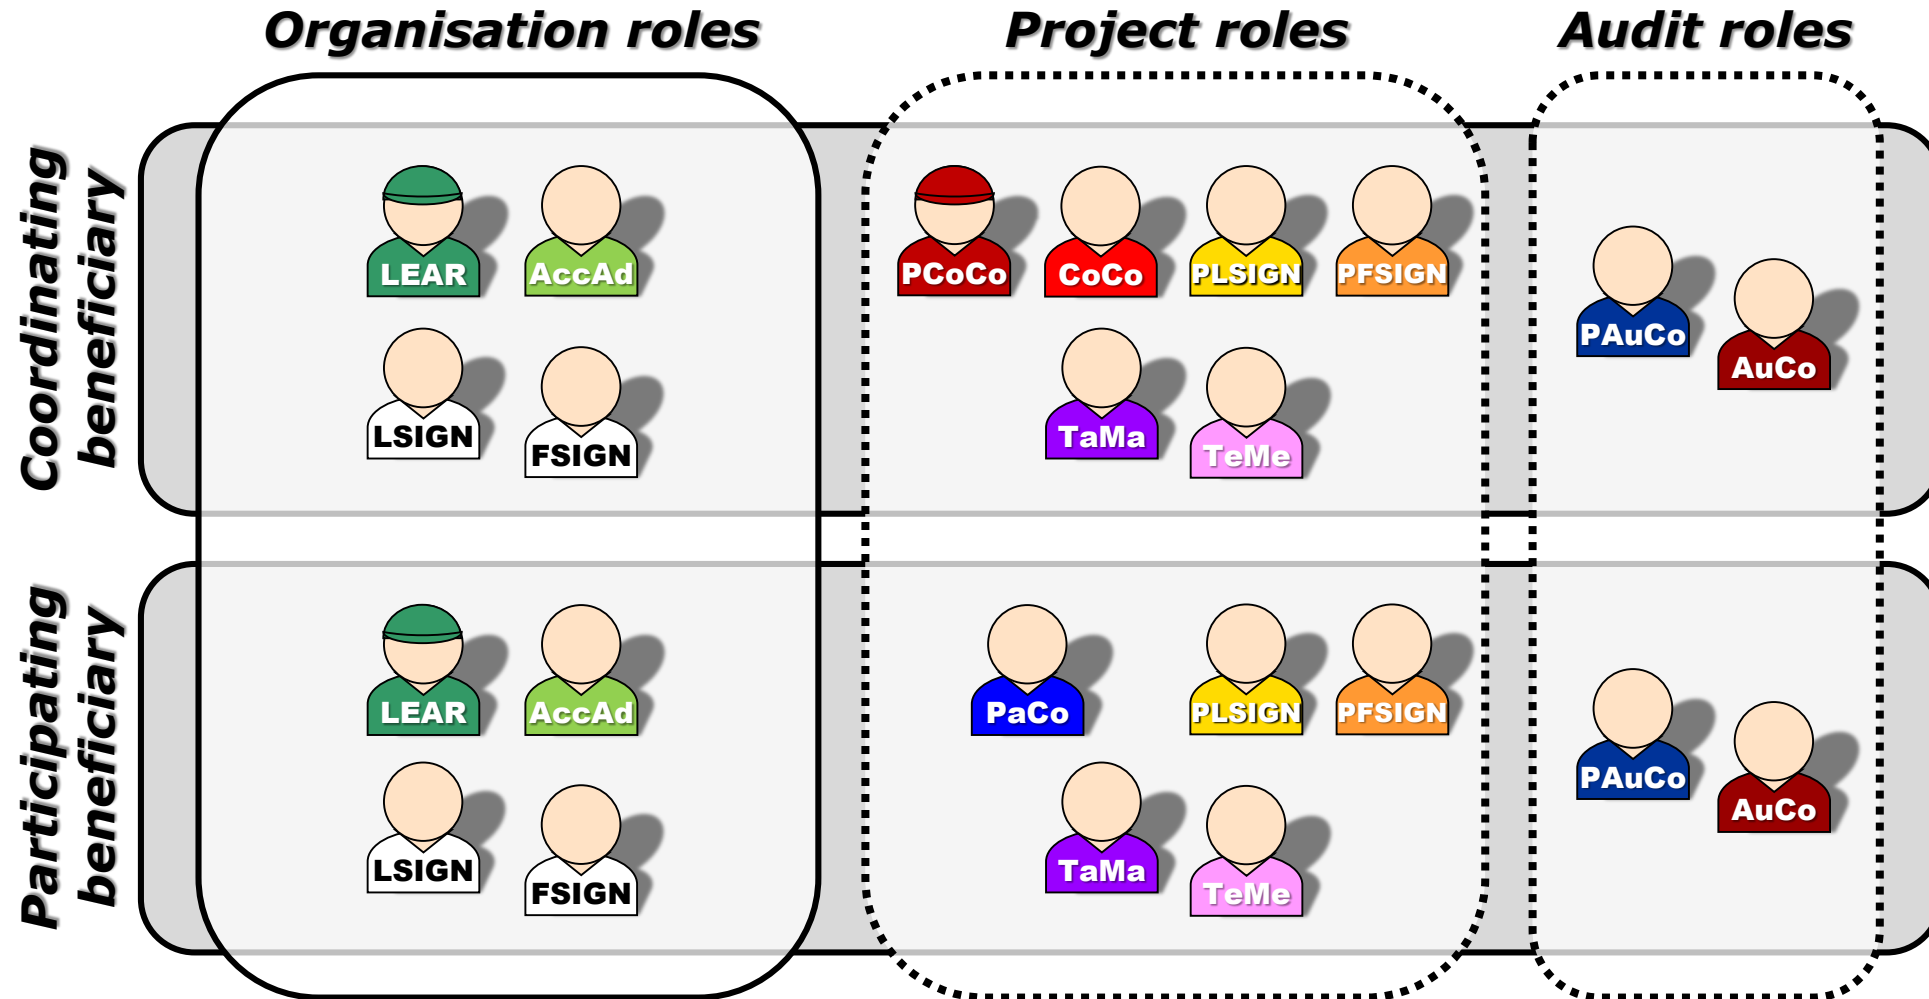 Organisation roles
Project roles
Audit roles
Coordinating
beneficiary
LEAR
AccAd
LSIGN
FSIGN
PCoCo
CoCo
PLSIGN
PFSIGN
TaMa
TeMe
PAuCo
AuCo
Participating
beneficiary
LEAR
AccAd
LSIGN
FSIGN
PaCo
PLSIGN
PFSIGN
TaMa
TeMe
PAuCo
AuCo